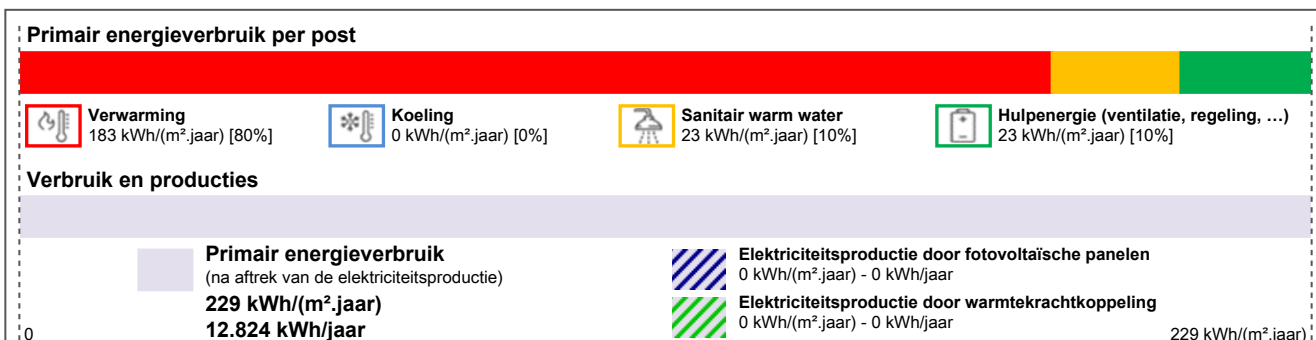 Primair energieverbruik per post
Verwarming
183 kWh/(m².jaar) [80%]
Koeling
0 kWh/(m².jaar) [0%]
Sanitair warm water
23 kWh/(m².jaar) [10%]
Hulpenergie (ventilatie, regeling, …)
23 kWh/(m².jaar) [10%]
Verbruik en producties
Primair energieverbruik
(na aftrek van de elektriciteitsproductie)
229 kWh/(m².jaar)
12.824 kWh/jaar
Elektriciteitsproductie door fotovoltaïsche panelen
0 kWh/(m².jaar) - 0 kWh/jaar
Elektriciteitsproductie door warmtekrachtkoppeling
0 kWh/(m².jaar) - 0 kWh/jaar
0
229 kWh/(m².jaar)